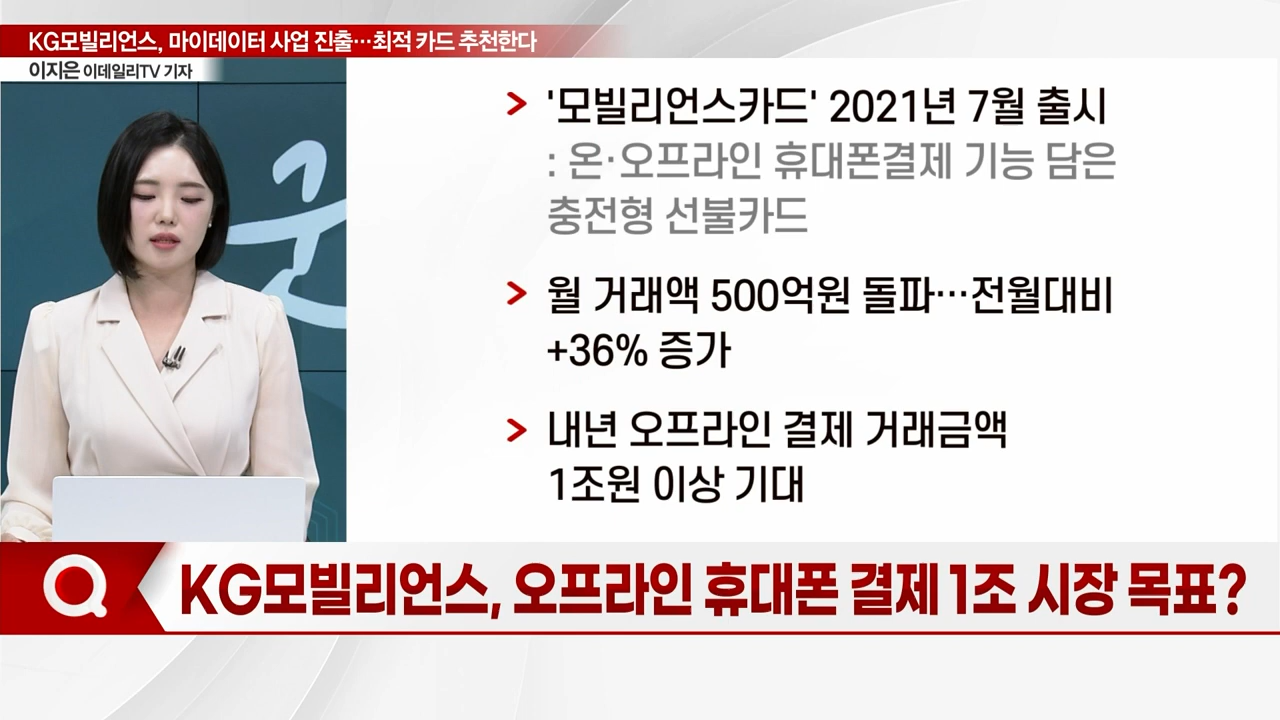 KG모빌리언스, 마이데이터 사업 진출…최적 카드 추천한다
이지은 이데일리TV 기자
> '모빌리언스카드' 2021년 7월 출시
: 온·오프라인 휴대폰결제 기능 담은
충전형 선불카드
> 월 거래액 500억원 돌파…전월대비
+36% 증가
> 내년 오프라인 결제 거래금액
1조원 이상 기대
Q KG모빌리언스, 오프라인 휴대폰 결제 1조 시장 목표?